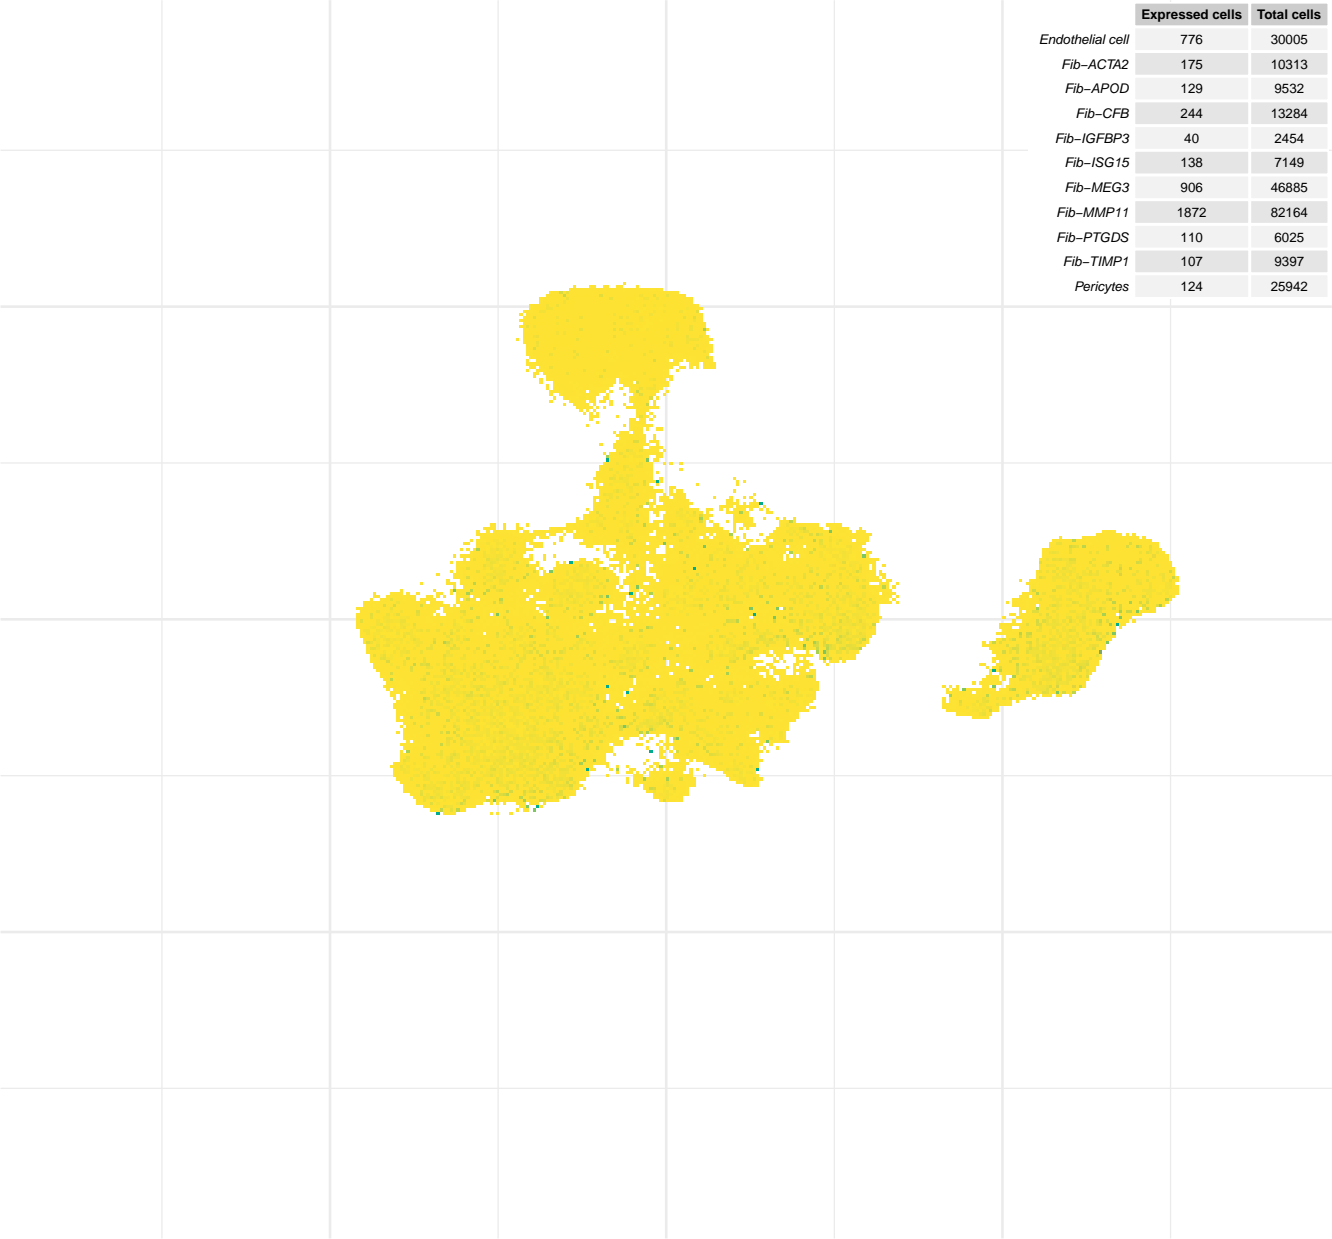 Expressed cells Total cells
Endothelial cell 776 30005
Fib−ACTA2 175 10313
Fib−APOD 129 9532
Fib−CFB 244 13284
Fib−IGFBP3 40 2454
Fib−ISG15 138 7149
Fib−MEG3 906 46885
Fib−MMP11 1872 82164
Fib−PTGDS 110 6025
Fib−TIMP1 107 9397
Pericytes 124 25942